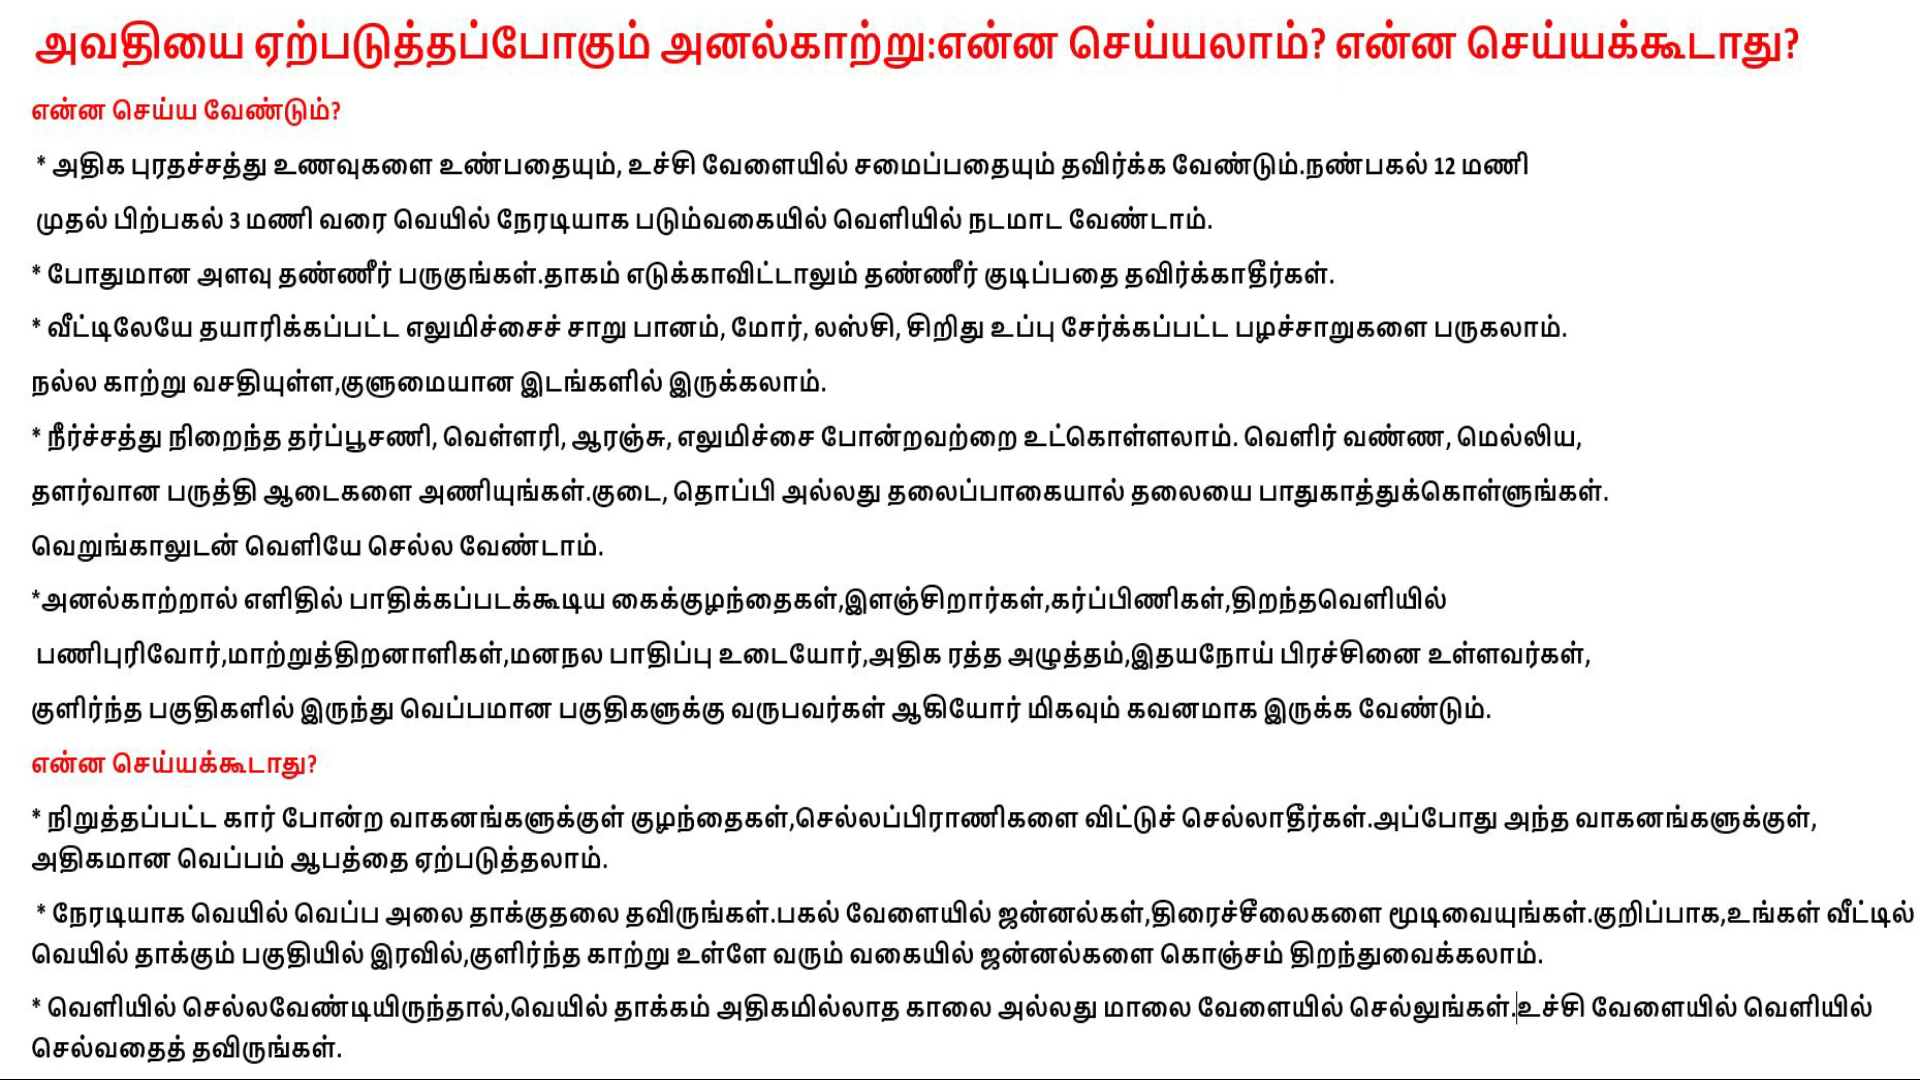 அவதியை ஏற்படுத்தப்போகும் அனல்காற்று:என்ன செய்யலாம்? என்ன செய்யக்கூடாது?
என்ன செய்ய வேண்டும்?
* அதிக புரதச்சத்து உணவுகளை உண்பதையும், உச்சி வேளையில் சமைப்பதையும் தவிர்க்க வேண்டும்.நண்பகல் 12 மணி
முதல் பிற்பகல் 3 மணி வரை வெயில் நேரடியாக படும்வகையில் வெளியில் நடமாட வேண்டாம்.
* போதுமான அளவு தண்ணீர் பருகுங்கள்.தாகம் எடுக்காவிட்டாலும் தண்ணீர் குடிப்பதை தவிர்க்காதீர்கள்.
* வீட்டிலேயே தயாரிக்கப்பட்ட எலுமிச்சைச் சாறு பானம், மோர், லஸ்சி, சிறிது உப்பு சேர்க்கப்பட்ட பழச்சாறுகளை பருகலாம்.
நல்ல காற்று வசதியுள்ள,குளுமையான இடங்களில் இருக்கலாம்.
* நீர்ச்சத்து நிறைந்த தர்ப்பூசணி, வெள்ளரி, ஆரஞ்சு, எலுமிச்சை போன்றவற்றை உட்கொள்ளலாம். வெளிர் வண்ண, மெல்லிய,
தளர்வான பருத்தி ஆடைகளை அணியுங்கள்.குடை, தொப்பி அல்லது தலைப்பாகையால் தலையை பாதுகாத்துக்கொள்ளுங்கள்.
வெறுங்காலுடன் வெளியே செல்ல வேண்டாம்.
*அனல்காற்றால் எளிதில் பாதிக்கப்படக்கூடிய கைக்குழந்தைகள்,இளஞ்சிறார்கள்,கர்ப்பிணிகள்,திறந்தவெளியில்
பணிபுரிவோர்,மாற்றுத்திறனாளிகள்,மனநல பாதிப்பு உடையோர்,அதிக ரத்த அழுத்தம்,இதயநோய் பிரச்சினை உள்ளவர்கள்,
குளிர்ந்த பகுதிகளில் இருந்து வெப்பமான பகுதிகளுக்கு வருபவர்கள் ஆகியோர் மிகவும் கவனமாக இருக்க வேண்டும்.
என்ன செய்யக்கூடாது?
* நிறுத்தப்பட்ட கார் போன்ற வாகனங்களுக்குள் குழந்தைகள்,செல்லப்பிராணிகளை விட்டுச் செல்லாதீர்கள்.அப்போது அந்த வாகனங்களுக்குள்,
அதிகமான வெப்பம் ஆபத்தை ஏற்படுத்தலாம்.
* நேரடியாக வெயில் வெப்ப அலை தாக்குதலை தவிருங்கள்.பகல் வேளையில் ஜன்னல்கள்,திரைச்சீலைகளை மூடிவையுங்கள்.குறிப்பாக,உங்கள் வீட்டில்
வெயில் தாக்கும் பகுதியில் இரவில்,குளிர்ந்த காற்று உள்ளே வரும் வகையில் ஜன்னல்களை கொஞ்சம் திறந்துவைக்கலாம்.
* வெளியில் செல்லவேண்டியிருந்தால்,வெயில் தாக்கம் அதிகமில்லாத காலை அல்லது மாலை வேளையில் செல்லுங்கள்.உச்சி வேளையில் வெளியில்
செல்வதைத் தவிருங்கள்.